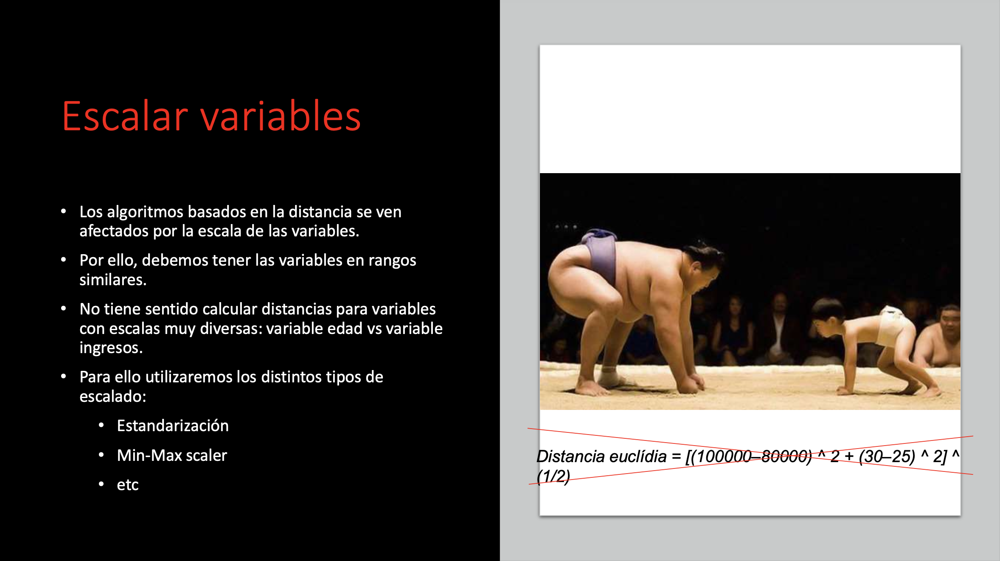 Escalar variables
• Los algoritmos basados en la distancia se ven
afectados por la escala de las variables.
• Por ello, debemos tener las variables en rangos
similares.
• No tiene sentido calcular distancias para variables
con escalas muy diversas: variable edad vs variable
ingresos.
• Para ello utilizaremos los distintos tipos de
escalado:
• Estandarización
• Min-Max scaler
• etc
Distancia euclídia = [(100000–80000) ^ 2 + (30–25) ^ 2] ^
(1/2)